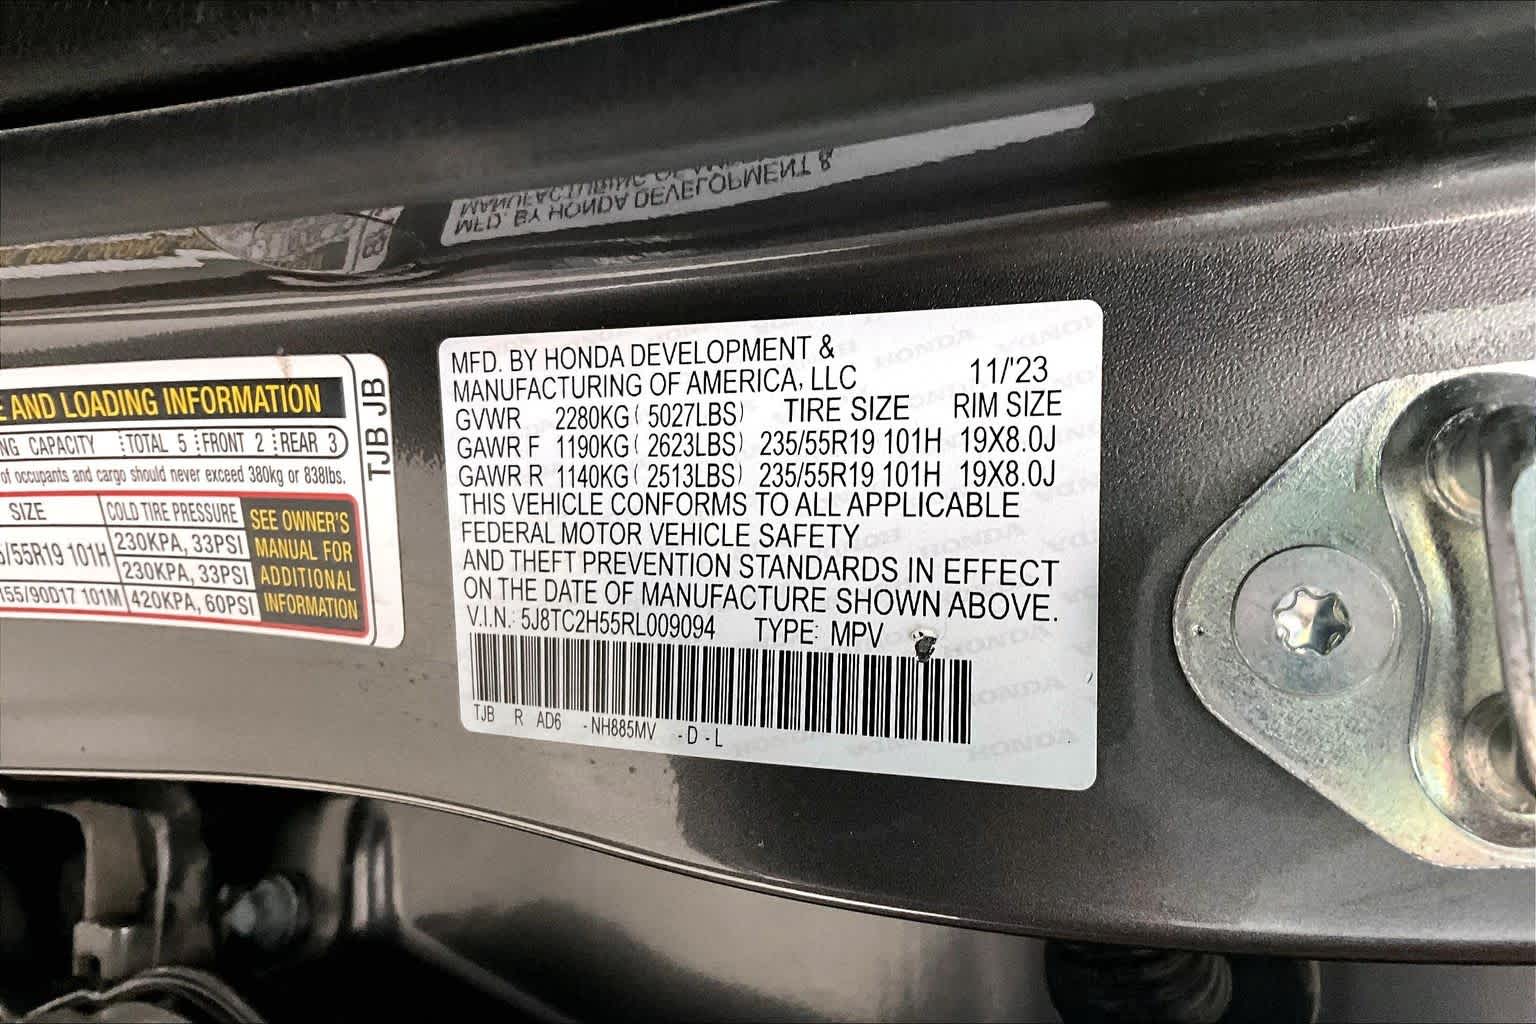 E AND LOADING INFORMATION
NG CAPACITY TOTAL 5 FRONT 2 REAR 3
of occupants and cargo should never exceed 380kg or 838lbs.
SIZE COLD TIRE PRESSURE SEE OWNER'S
/55R19 101H 230KPA, 33PSI MANUAL FOR
230KPA, 33PSI ADDITIONAL
155/90D17 101M 420KPA, 60PSI INFORMATION
TJB JB
MFD. BY HONDA DEVELOPMENT &
MANUFACTURING OF AMERICA, LLC 11/'23
GVWR 2280KG ( 5027LBS) TIRE SIZE RIM SIZE
GAWR F 1190KG ( 2623LBS) 235/55R19 101H 19X8.0J
GAWR R 1140KG ( 2513LBS) 235/55R19 101H 19X8.0J
THIS VEHICLE CONFORMS TO ALL APPLICABLE
FEDERAL MOTOR VEHICLE SAFETY
AND THEFT PREVENTION STANDARDS IN EFFECT
ON THE DATE OF MANUFACTURE SHOWN ABOVE.
V.I.N.: 5J8TC2H55RL009094 TYPE: MPV
TJB R AD6 -NH885MV -D-L